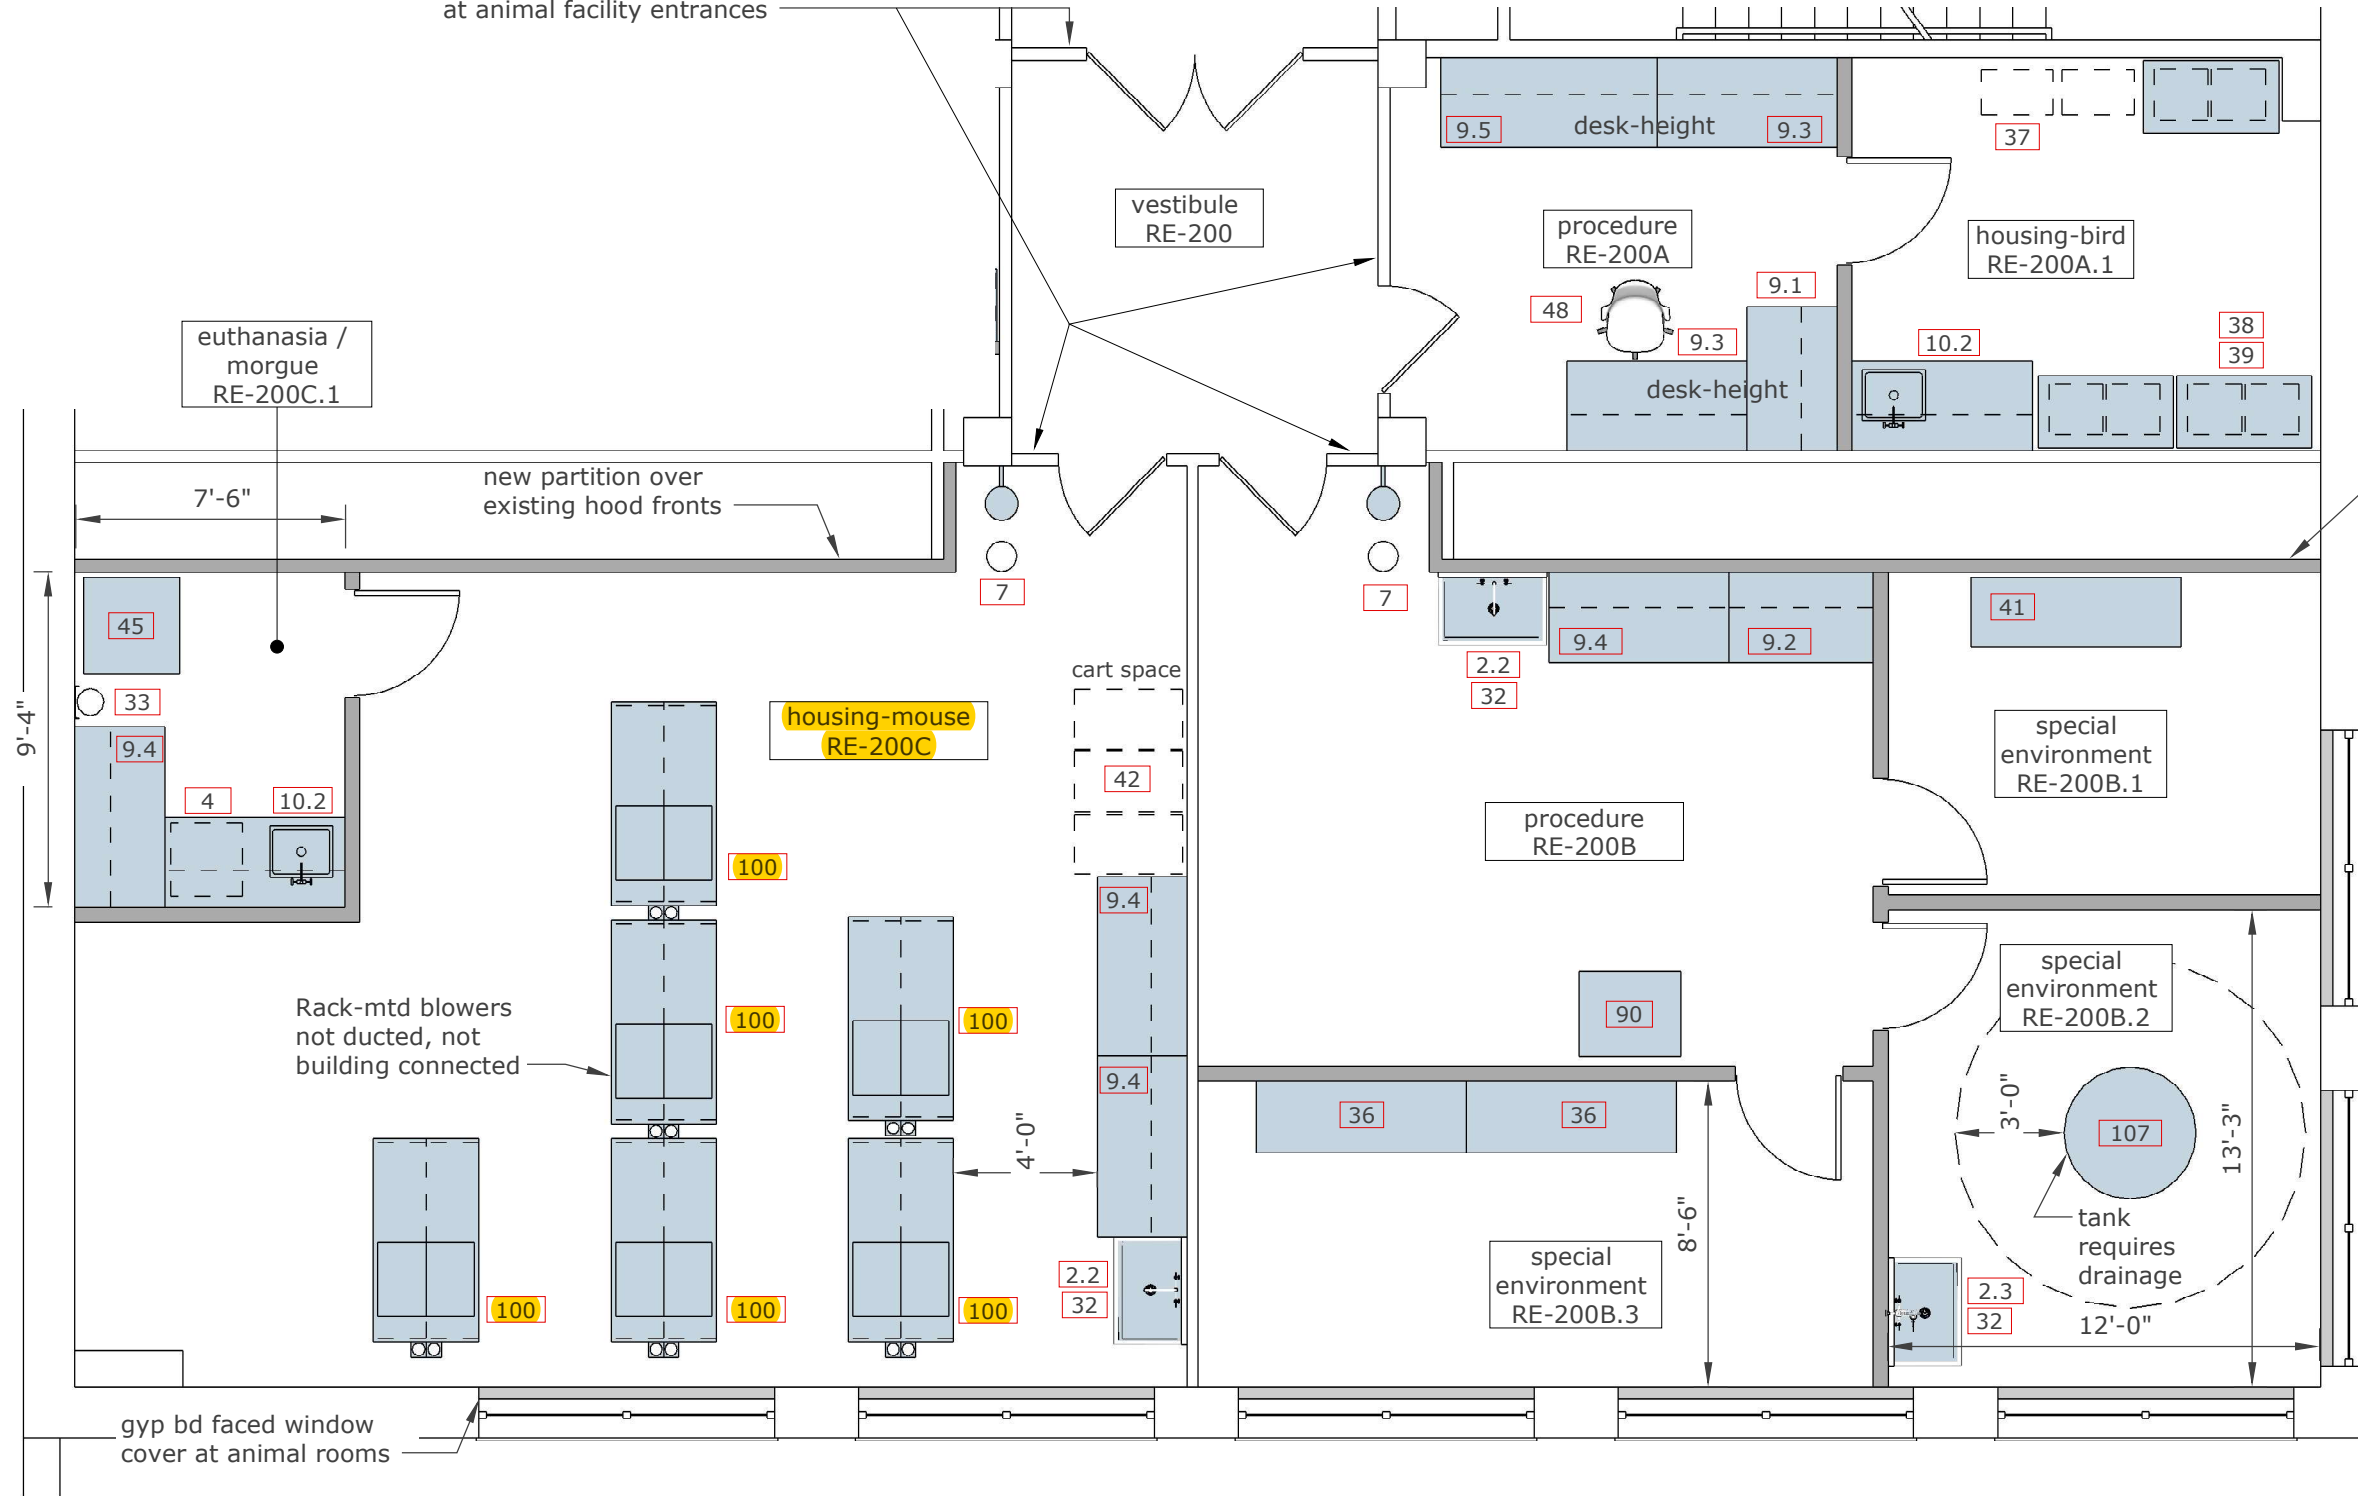 at animal facility entrances
9.5
desk-height
9.3
37
vestibule
RE-200
procedure
RE-200A
housing-bird
RE-200A.1
48
9.1
9.3
10.2
38
39
desk-height
euthanasia /
morgue
RE-200C.1
new partition over
existing hood fronts
7'-6"
7
7
45
33
9.4
4
10.2
9'-4"
cart space
42
housing-mouse
RE-200C
100
100
100
100
100
100
Rack-mtd blowers
not ducted, not
building connected
9.4
9.4
4'-0"
2.2
32
2.2
32
9.4
9.2
41
special
environment
RE-200B.1
procedure
RE-200B
90
special
environment
RE-200B.2
36
36
3'-0"
107
13'-3"
8'-6"
special
environment
RE-200B.3
tank
requires
drainage
2.3
32
12'-0"
gyp bd faced window
cover at animal rooms